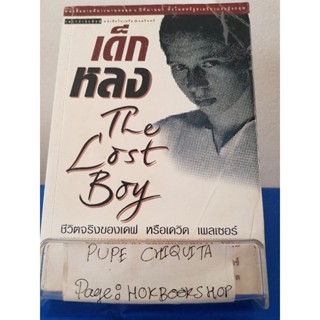 เด็ก
หลง
The
Lost
Boy
ชีวิตจริงของเดฟ หรือเดวิด เพลเซอร์
PUPE CHIQUITA
Page: HOKBOOKSHOP